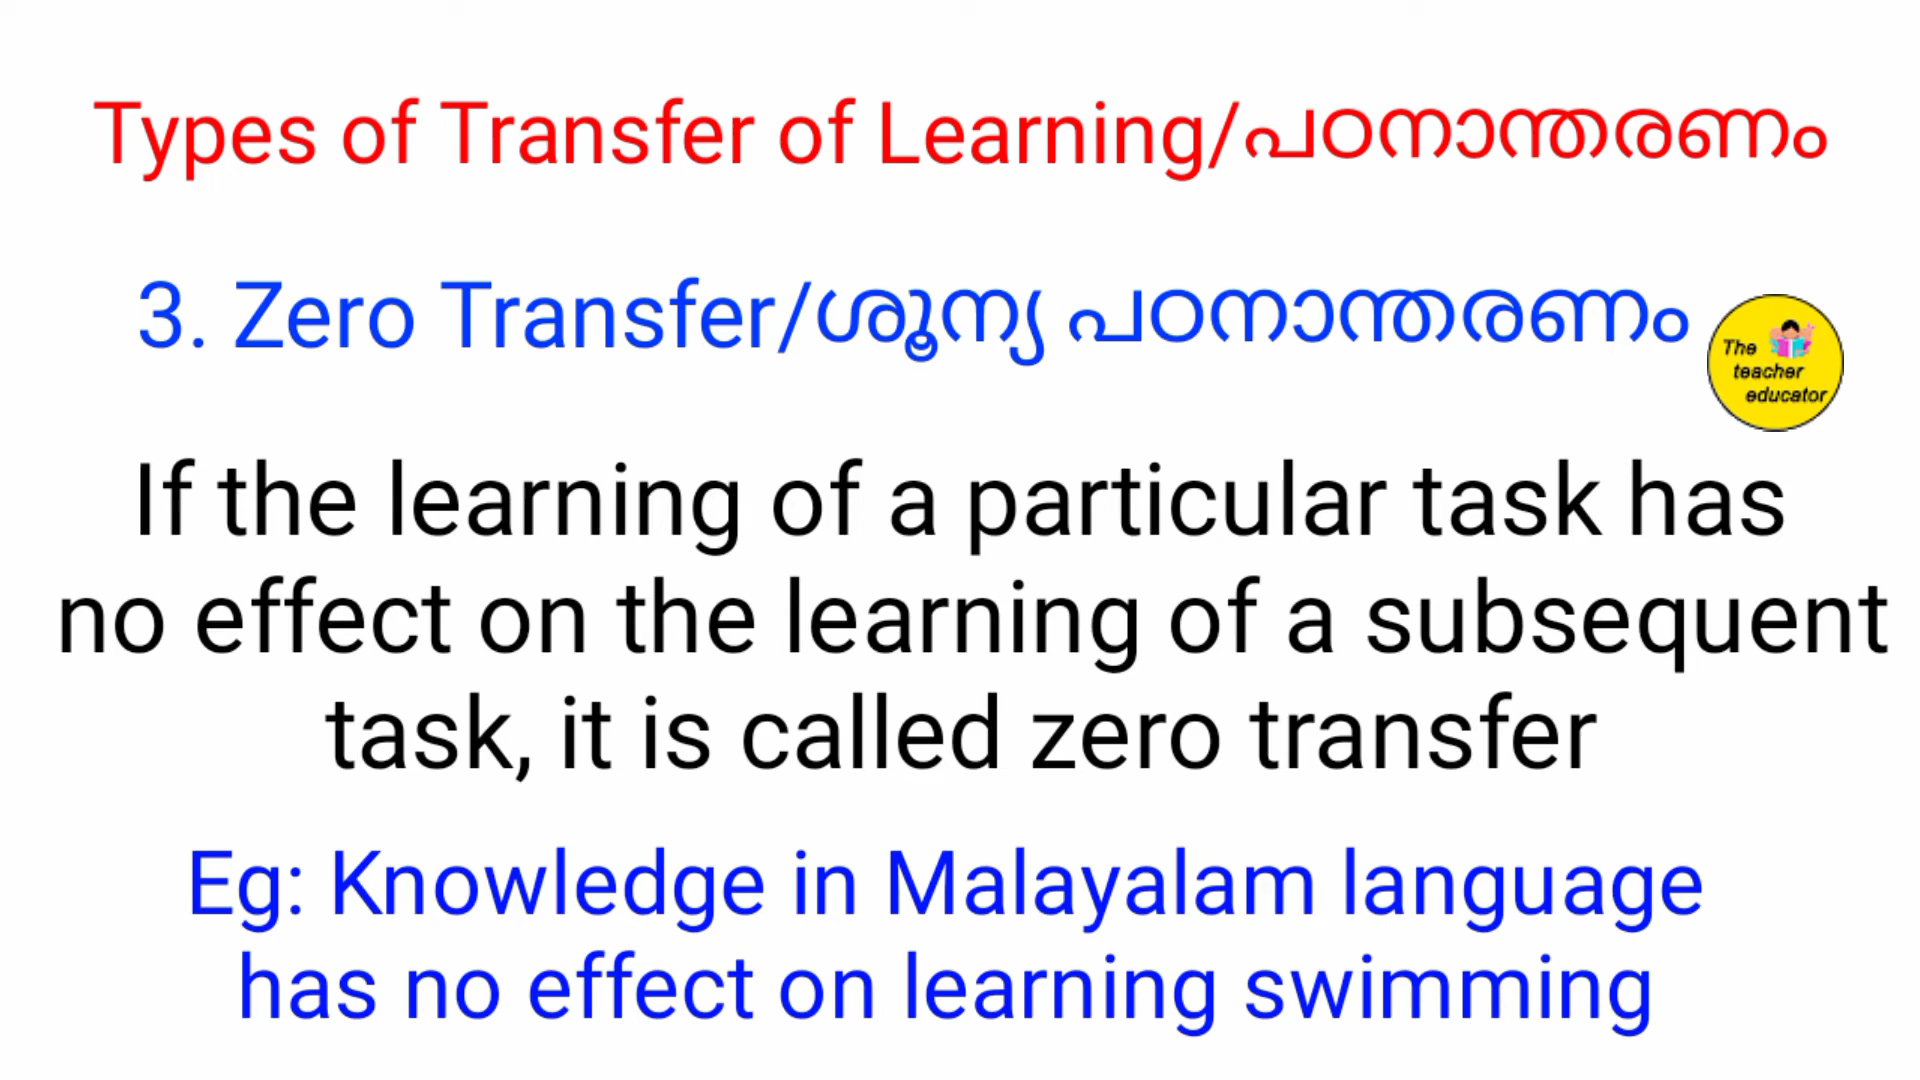 Types of Transfer of Learning/പഠനാന്തരണം
3. Zero Transfer/ശൂന്യ പഠനാന്തരണം
The
teacher
educator
If the learning of a particular task has
no effect on the learning of a subsequent
task, it is called zero transfer
Eg: Knowledge in Malayalam language
has no effect on learning swimming